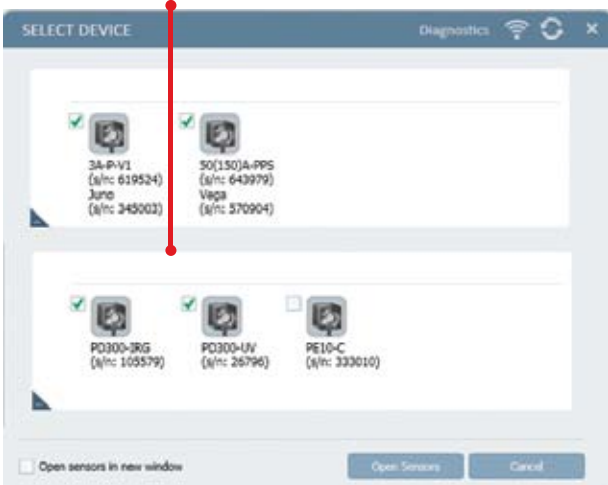 SELECT DEVICE Diagnostics
3A-P-V1
(s/n: 619524)
Juno
(s/n: 345003)
50(150)A-PPS
(s/n: 643979)
Vega
(s/n: 570904)
PD300-IRG
(s/n: 105579)
PD300-UV
(s/n: 26796)
PE10-C
(s/n: 333010)
Open sensors in new window
Open Sensors
Cancel